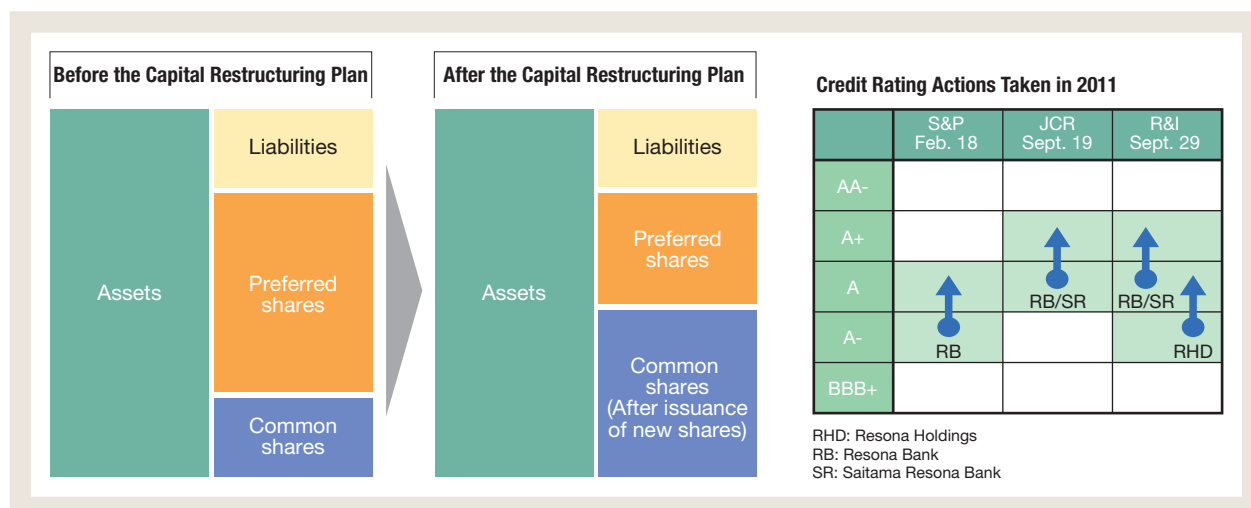 Before the Capital Restructuring Plan
Assets
Liabilities
Preferred
shares
Common
shares
After the Capital Restructuring Plan
Assets
Liabilities
Preferred
shares
Common
shares
(After issuance
of new shares)
Credit Rating Actions Taken in 2011
S&P
Feb. 18
JCR
Sept. 19
R&I
Sept. 29
AA-
A+
A
RB/SR
RB/SR
A-
RB
RHD
BBB+
RHD: Resona Holdings
RB: Resona Bank
SR: Saitama Resona Bank